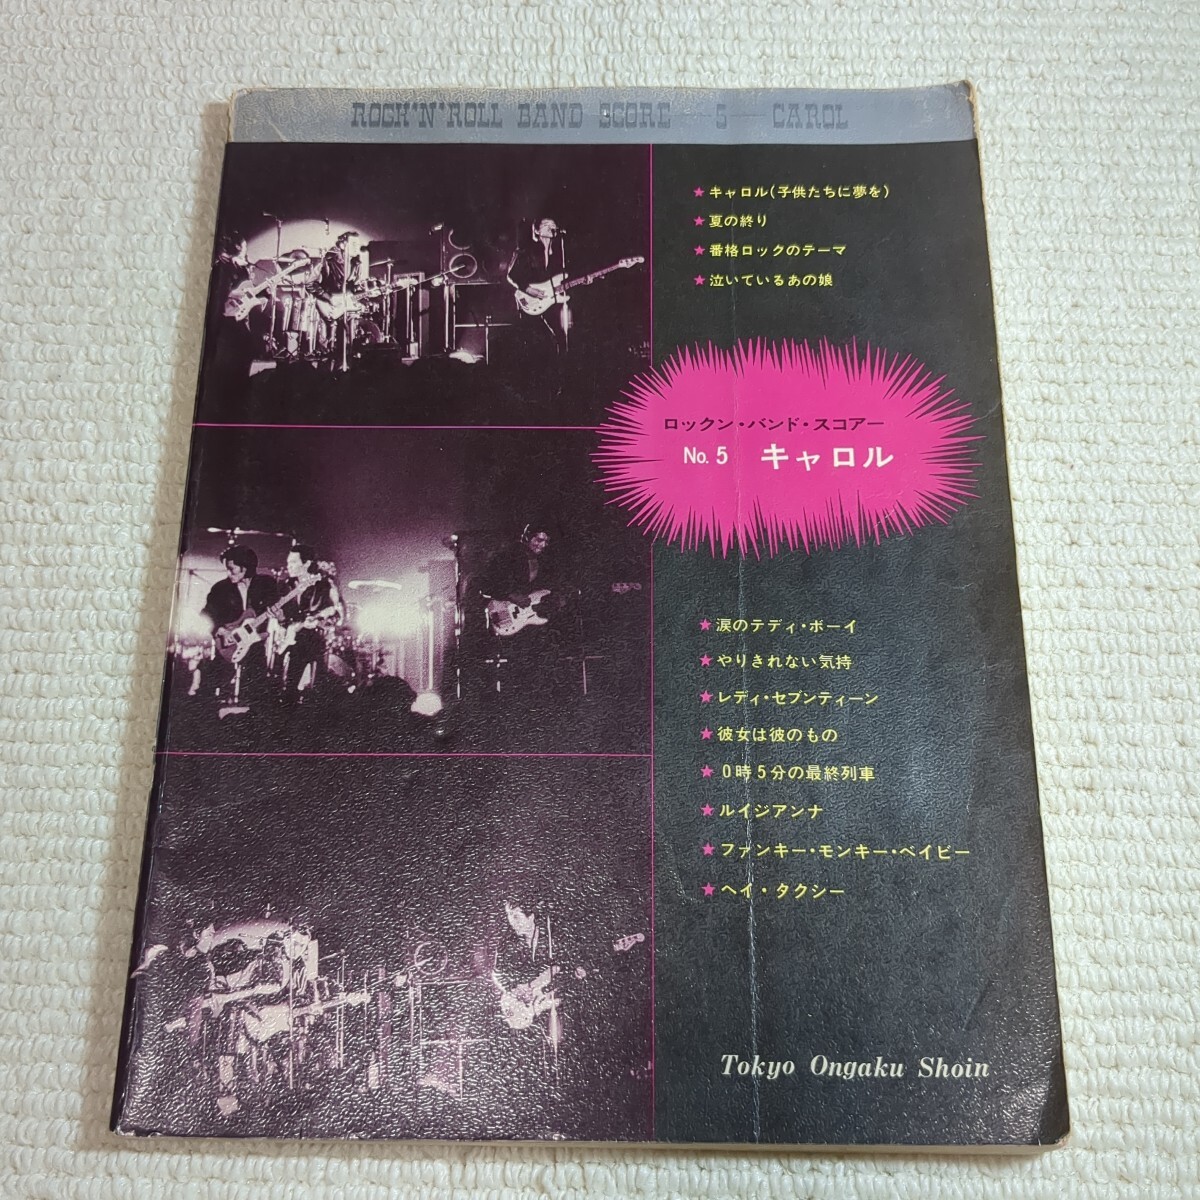 ROCK'N'ROLL BAND SCORE —5— CAROL
★キャロル(子供たちに夢を)
★夏の終り
★番格ロックのテーマ
★泣いているあの娘
ロックン・バンド・スコアー
No. 5 キャロル
★涙のテディ・ボーイ
★やりきれない気持
★レディ・セブンティーン
★彼女は彼のもの
★0時5分の最終列車
★ルイジアンナ
★ファンキー・モンキー・ベイビー
★ヘイ・タクシー
Tokyo Ongaku Shoin